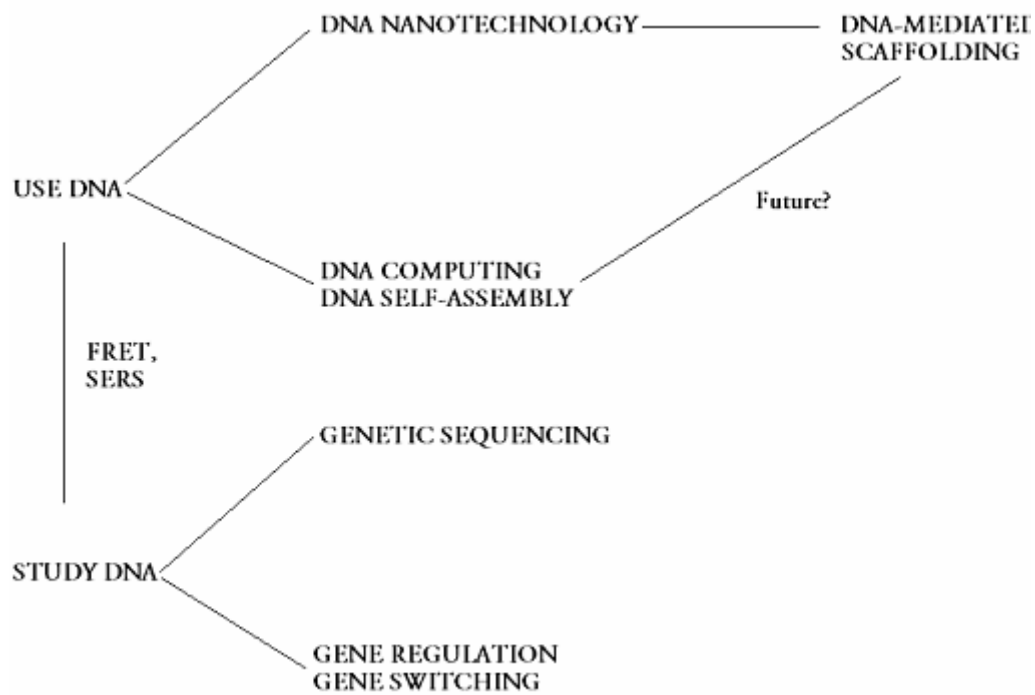 DNA NANOTECHNOLOGY
DNA-MEDIATED
SCAFFOLDING
USE DNA
Future?
DNA COMPUTING
DNA SELF-ASSEMBLY
FRET,
SERS
GENETIC SEQUENCING
STUDY DNA
GENE REGULATION
GENE SWITCHING